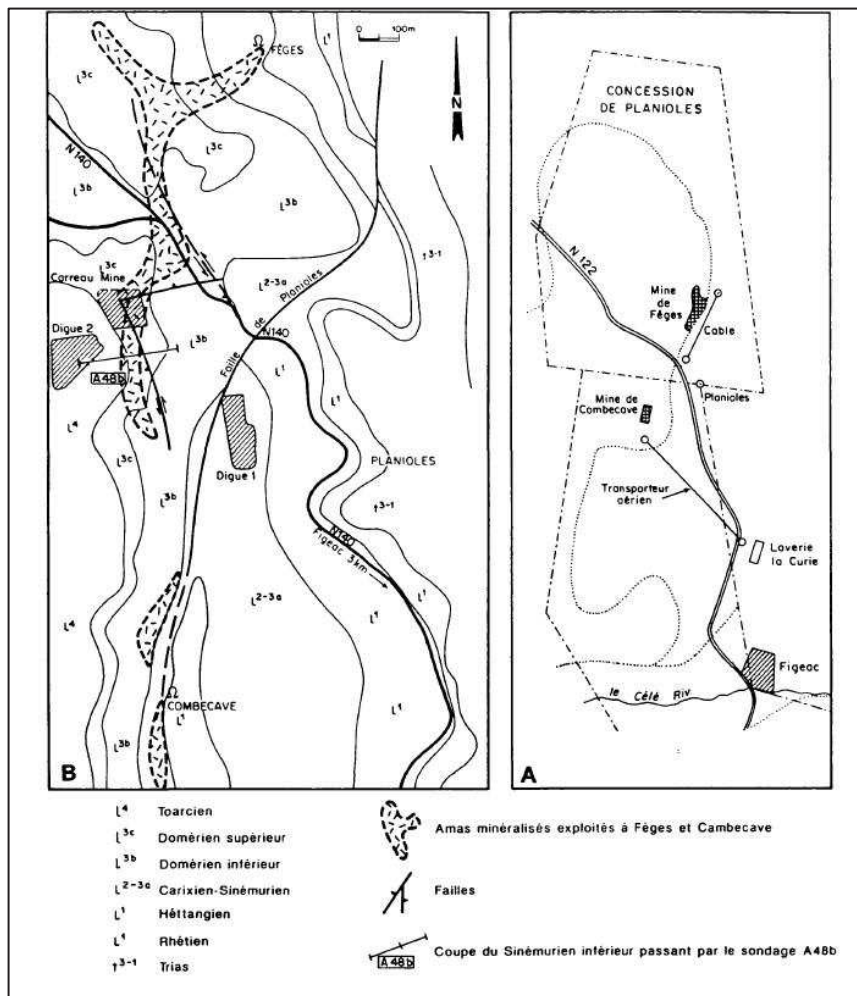 0 100m
FÈGES
N
N140
l3c
l3c
l3b
l3b
l1
l2-3a
t3-1
l3c
Carreau Mine
Digue 2
l3b
A48b
Faille de Planioles
N140
l1
l1
l4
l3c
l3b
Digue 1
PLANIOLES
t3-1
N140
Figeac 3km
l4
l2-3a
l1
l1
COMBECAVE
l1
l3b
l1
B
CONCESSION
DE PLANIOLES
N 122
Mine
de
Fèges
Cable
Planioles
Mine de
Combecave
Transporteur
aérien
Laverie
la Curie
Figeac
le Célé Riv
A
l4 Toarcien
l3c Domérien supérieur
l3b Domérien inférieur
l2-3a Carixien-Sinémurien
l1 Héttangien
l1 Rhétien
t3-1 Trias
Amas minéralisés exploités à Fèges et Cambecave
Failles
A48b
Coupe du Sinémurien inférieur passant par le sondage A48b